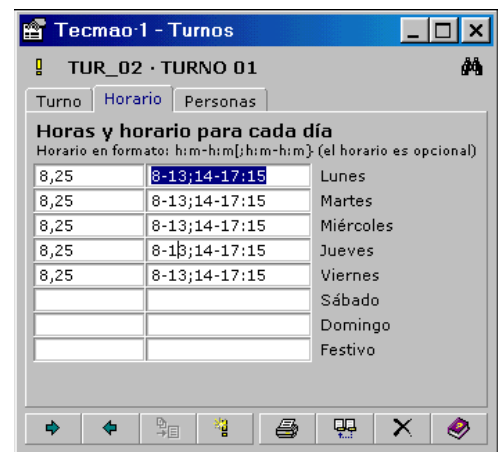 Tecmao·1 - Turnos
TUR_02 · TURNO 01
Turno Horario Personas
Horas y horario para cada día
Horario en formato: h:m-h:m[;h:m-h:m} (el horario es opcional)
8,25 8-13;14-17:15 Lunes
8,25 8-13;14-17:15 Martes
8,25 8-13;14-17:15 Miércoles
8,25 8-13;14-17:15 Jueves
8,25 8-13;14-17:15 Viernes
Sábado
Domingo
Festivo